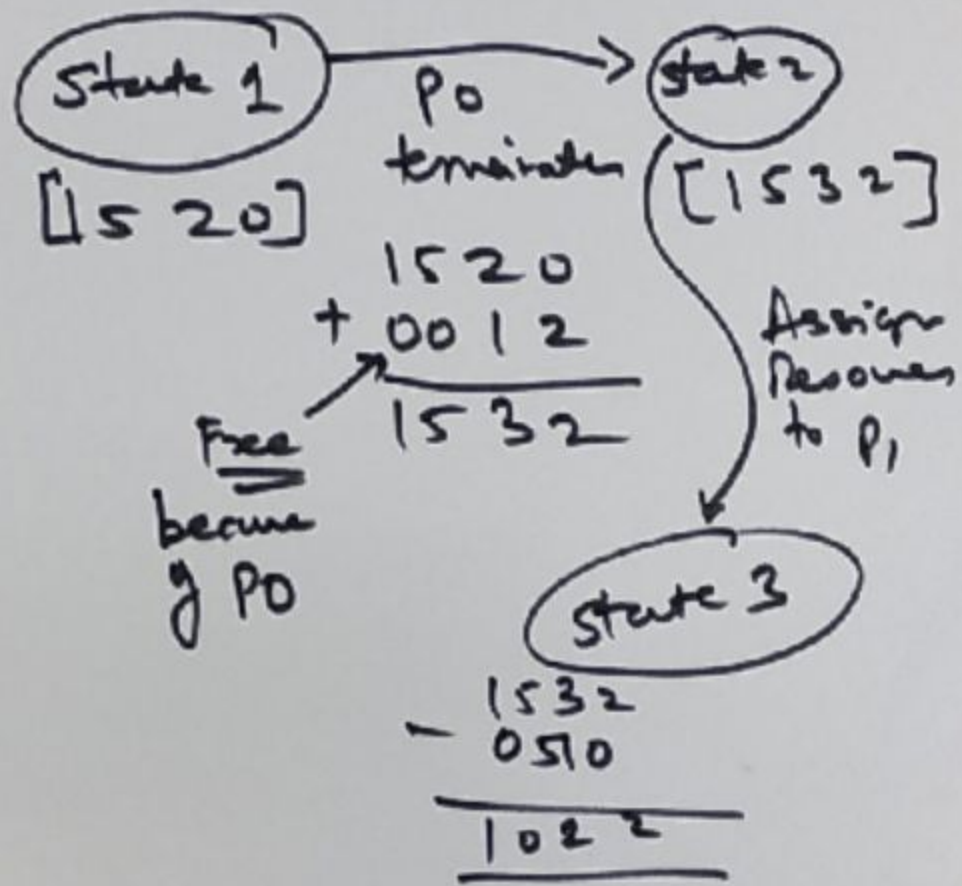 State 1
P0
terminates
State 2
[1 5 2 0]
[1 5 3 2]
1 5 2 0
+ 0 0 1 2
1 5 3 2
Free
because
of P0
Assign
Resources
to P1
State 3
1 5 3 2
- 0 5 1 0
1 0 2 2